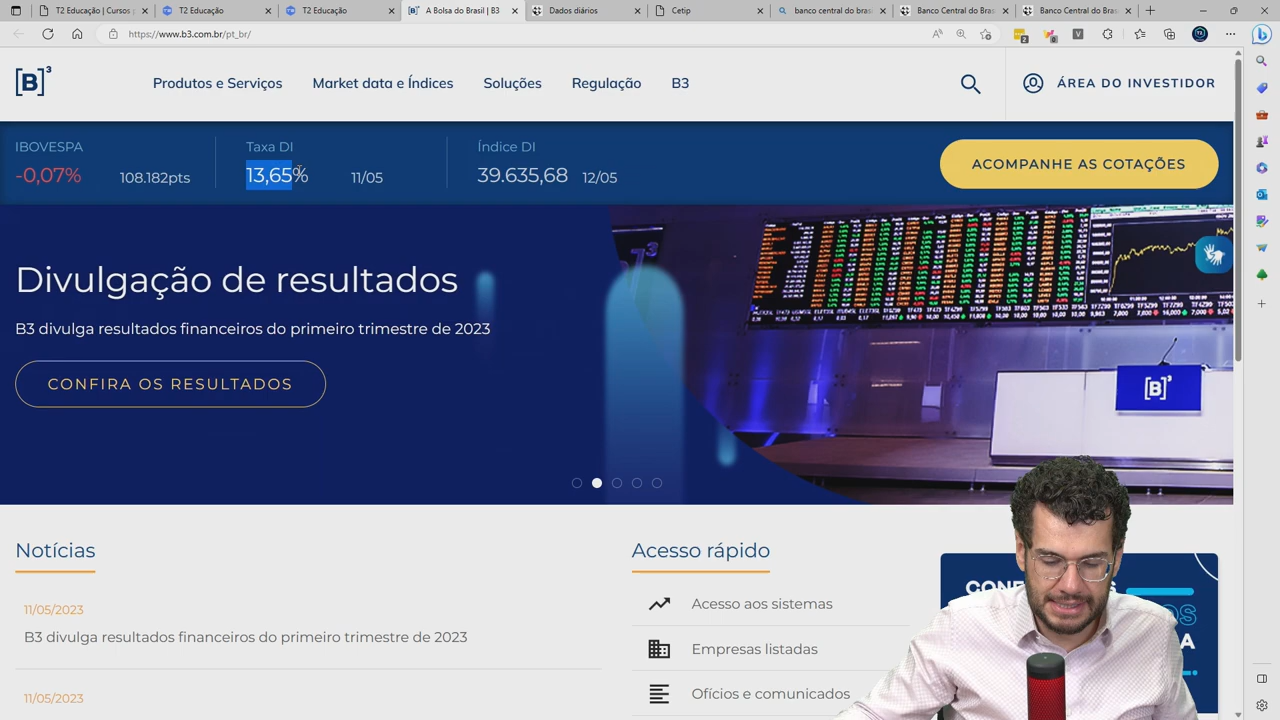 T2 Educação | Cursos p
T2 Educação
T2 Educação
A Bolsa do Brasil | B3
Dados diários
Cetip
banco central do bras
Banco Central do Bras
Banco Central do Bras
https://www.b3.com.br/pt_br/
[B]³
Produtos e Serviços
Market data e Índices
Soluções
Regulação
B3
ÁREA DO INVESTIDOR
IBOVESPA
-0,07%
108.182pts
Taxa DI
13,65%
11/05
Índice DI
39.635,68
12/05
ACOMPANHE AS COTAÇÕES
Divulgação de resultados
B3 divulga resultados financeiros do primeiro trimestre de 2023
CONFIRA OS RESULTADOS
[B]³
Notícias
11/05/2023
B3 divulga resultados financeiros do primeiro trimestre de 2023
11/05/2023
Acesso rápido
Acesso aos sistemas
Empresas listadas
Ofícios e comunicados